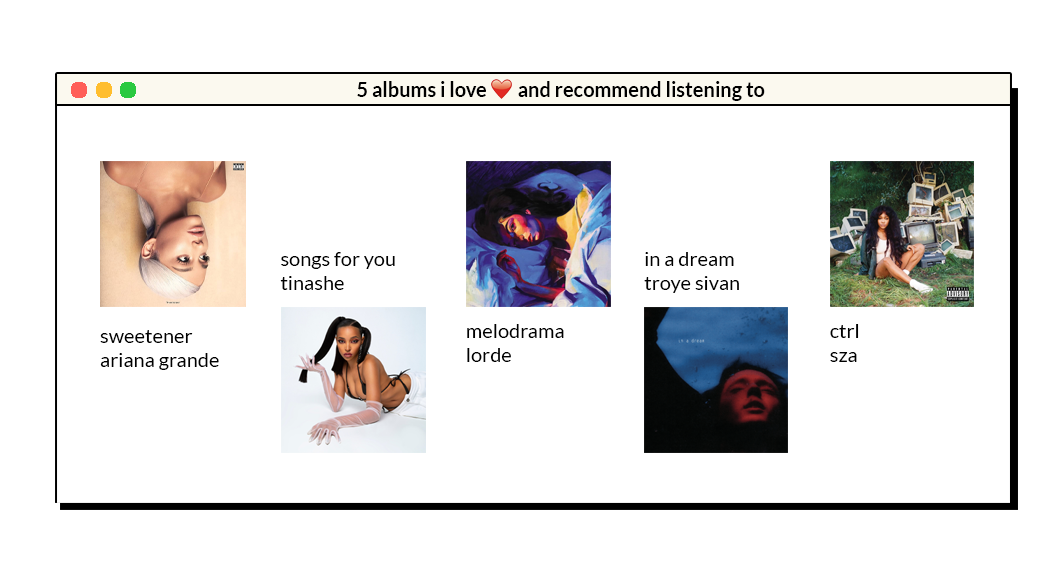 5 albums i love ❤ and recommend listening to
sweetener
ariana grande
songs for you
tinashe
melodrama
lorde
in a dream
troye sivan
in a dream
ctrl
sza